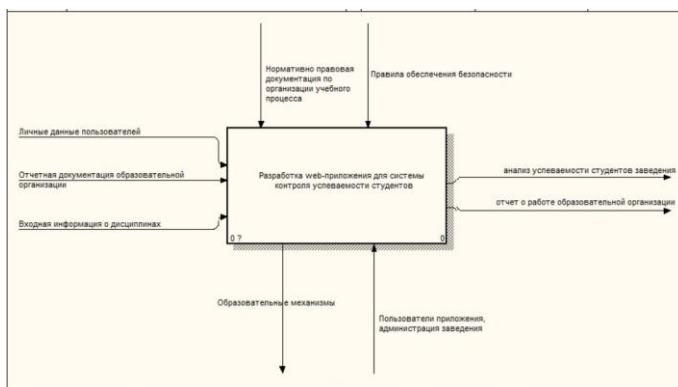 Нормативно правовая
документация по
организации учебного
процесса
Правила обеспечения безопасности
Личные данные пользователей
Отчетная документация образовательной
организации
Входная информация о дисциплинах
Разработка web-приложения для системы
контроля успеваемости студентов
0 ?
0
анализ успеваемости студентов заведения
отчет о работе образовательной организации
Образовательные механизмы
Пользователи приложения,
администрация заведения